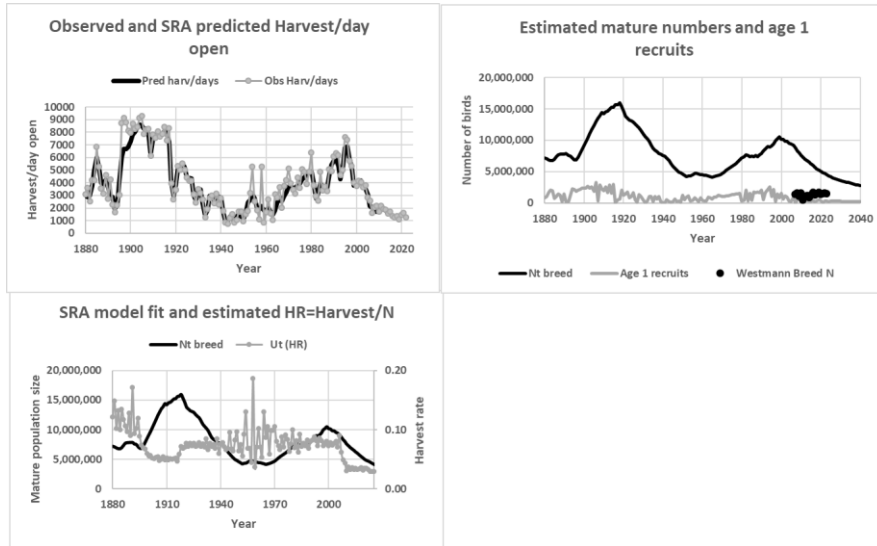 Observed and SRA predicted Harvest/day
open
Pred harv/days Obs Harv/days
10000
9000
8000
7000
6000
5000
4000
3000
2000
1000
0
Harvest/day open
1880 1900 1920 1940 1960 1980 2000 2020
Year
Estimated mature numbers and age 1
recruits
20,000,000
15,000,000
10,000,000
5,000,000
0
Number of birds
1880 1900 1920 1940 1960 1980 2000 2020 2040
Year
Nt breed Age 1 recruits Westmann Breed N
SRA model fit and estimated HR=Harvest/N
Nt breed Ut (HR)
20,000,000 0.20
15,000,000
10,000,000 0.10
5,000,000
0 0.00
Mature population size
Harvest rate
1880 1910 1940 1970 2000
Year